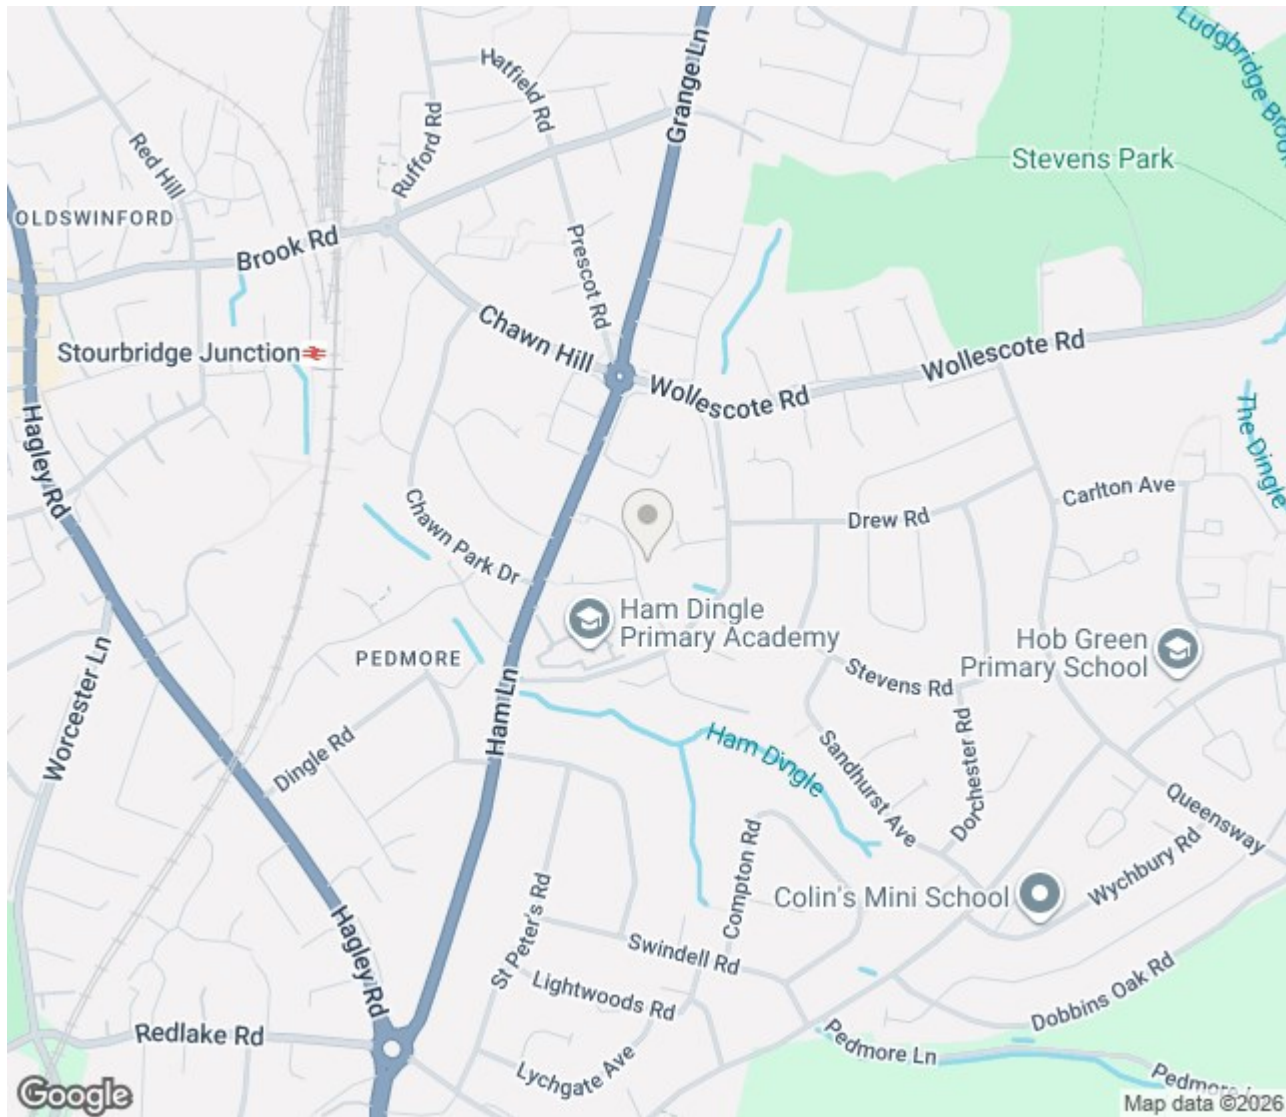 Ludgbridge Brook
Grange Ln
Hatfield Rd
Rufford Rd
Red Hill
Stevens Park
OLDSWINFORD
Brook Rd
Prescot Rd
Chawn Hill
Stourbridge Junction
Wollescote Rd
Wollescote Rd
Hagley Rd
The Dingle
Carlton Ave
Drew Rd
Chawn Park Dr
Ham Dingle
Primary Academy
Hob Green
Primary School
PEDMORE
Stevens Rd
Worcester Ln
Ham Ln
Dingle Rd
Ham Dingle
Sandhurst Ave
Dorchester Rd
Queensway
Compton Rd
Wychbury Rd
Colin's Mini School
St Peter's Rd
Hagley Rd
Swindell Rd
Lightwoods Rd
Dobbins Oak Rd
Redlake Rd
Pedmore Ln
Lychgate Ave
Pedmore
Google
Map data ©2026